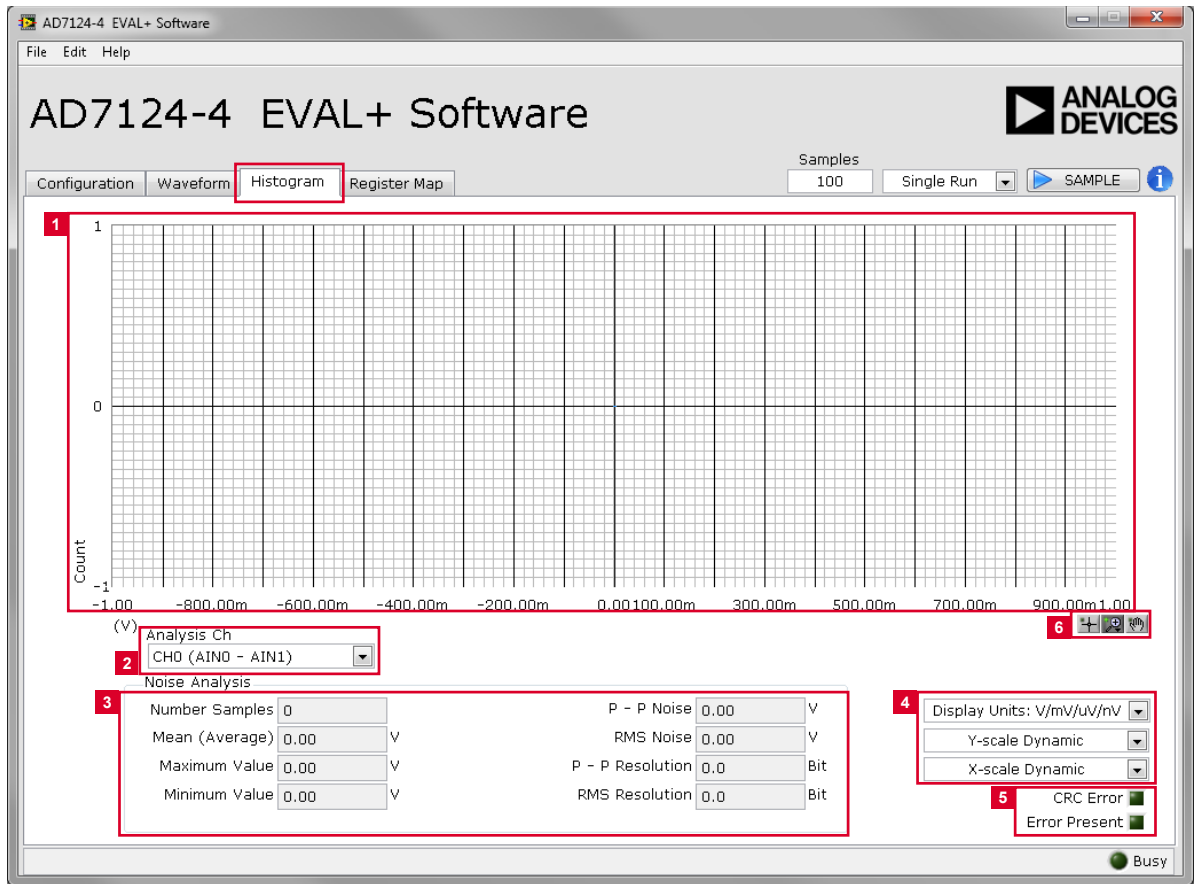 AD7124-4 EVAL+ Software
File Edit Help
AD7124-4 EVAL+ Software
ANALOG
DEVICES
Samples
Configuration Waveform Histogram Register Map 100 Single Run SAMPLE i
1
1
0
Count
-1
-1.00 -800.00m -600.00m -400.00m -200.00m 0.00 100.00m 300.00m 500.00m 700.00m 900.00m 1.00
(V)
6
Analysis Ch
2 CH0 (AIN0 - AIN1)
Noise Analysis
3 Number Samples 0 P - P Noise 0.00 V
Mean (Average) 0.00 V RMS Noise 0.00 V
Maximum Value 0.00 V P - P Resolution 0.0 Bit
Minimum Value 0.00 V RMS Resolution 0.0 Bit
4 Display Units: V/mV/uV/nV
Y-scale Dynamic
X-scale Dynamic
5 CRC Error
Error Present
Busy